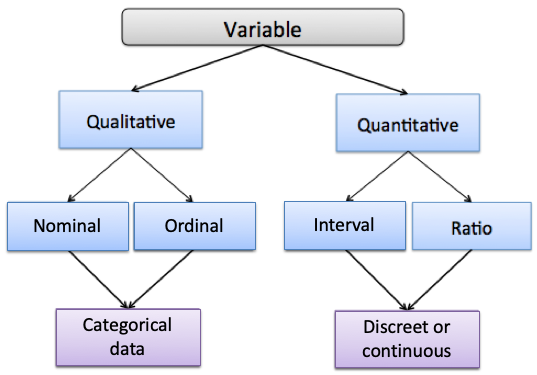 Variable
Qualitative
Quantitative
Nominal
Ordinal
Interval
Ratio
Categorical
data
Discreet or
continuous